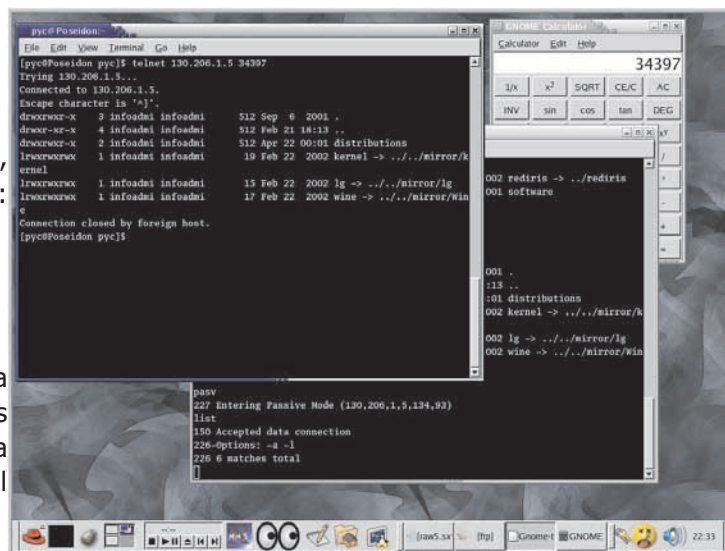 pyc@Poseidon:~
File Edit View Terminal Go Help
[pyc@Poseidon pyc]$ telnet 130.206.1.5 34397
Trying 130.206.1.5...
Connected to 130.206.1.5.
Escape character is '^]'.
drwxrwxr-x 3 infoadmi infoadmi 512 Sep 6 2001 .
drwxr-xr-x 4 infoadmi infoadmi 512 Feb 21 18:13 ..
drwxrwxr-x 2 infoadmi infoadmi 512 Apr 22 00:01 distributions
lrwxrwxrwx 1 infoadmi infoadmi 19 Feb 22 2002 kernel -> ../../mirror/k
ernel
lrwxrwxrwx 1 infoadmi infoadmi 15 Feb 22 2002 lg -> ../../mirror/lg
lrwxrwxrwx 1 infoadmi infoadmi 17 Feb 22 2002 wine -> ../../mirror/Win
e
Connection closed by foreign host.
[pyc@Poseidon pyc]$
GNOME Calculator
Calculator Edit Help
34397
1/x x² SQRT CE/C AC
INV sin cos tan DEG
xʸ
/
*
-
+
=
002 rediris -> ../rediris
001 software
001 .
:13 ..
:01 distributions
002 kernel -> ../../mirror/k
002 lg -> ../../mirror/lg
002 wine -> ../../mirror/Win
pasv
227 Entering Passive Mode (130,206,1,5,134,93)
list
150 Accepted data connection
226-Options: -a -l
226 6 matches total
,
:
a
s
a
l
[raw5.sx
[ftp]
Gnome-t
GNOME
22:33